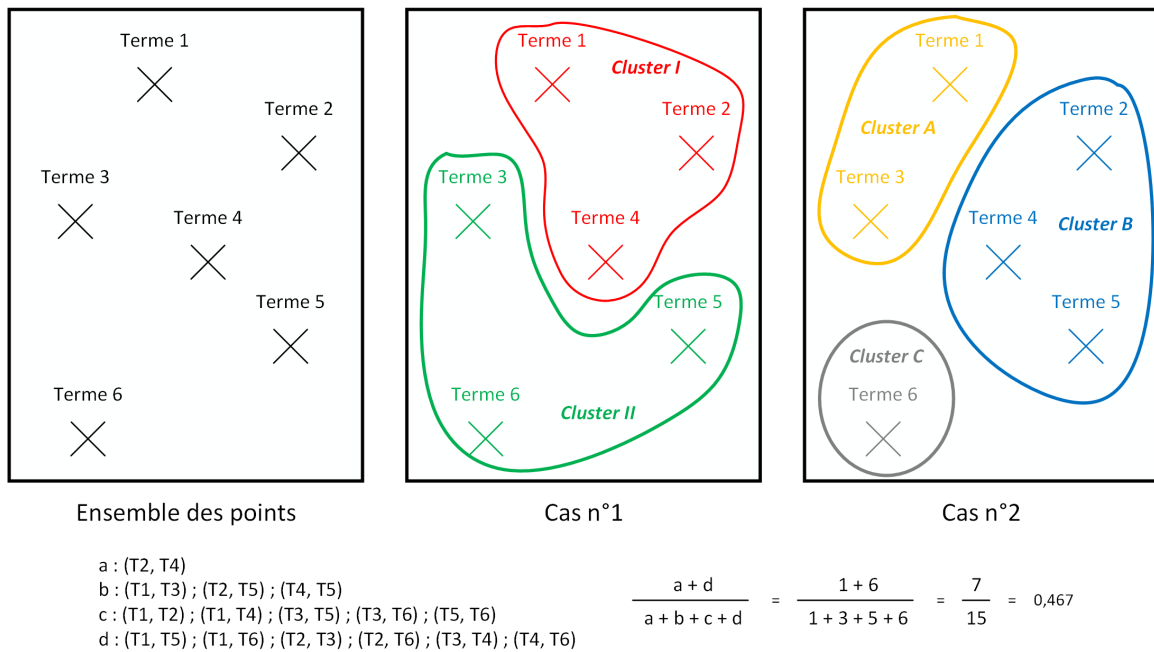 Terme 1
Terme 2
Terme 3
Terme 4
Terme 5
Terme 6
Ensemble des points
Terme 1
Cluster I
Terme 2
Terme 3
Terme 4
Terme 5
Terme 6
Cluster II
Cas n°1
Terme 1
Terme 2
Cluster A
Terme 3
Terme 4
Cluster B
Terme 5
Cluster C
Terme 6
Cas n°2
a : (T2, T4)
b : (T1, T3) ; (T2, T5) ; (T4, T5)
c : (T1, T2) ; (T1, T4) ; (T3, T5) ; (T3, T6) ; (T5, T6)
d : (T1, T5) ; (T1, T6) ; (T2, T3) ; (T2, T6) ; (T3, T4) ; (T4, T6)
a + d
a + b + c + d
=
1 + 6
1 + 3 + 5 + 6
=
7
15
= 0,467